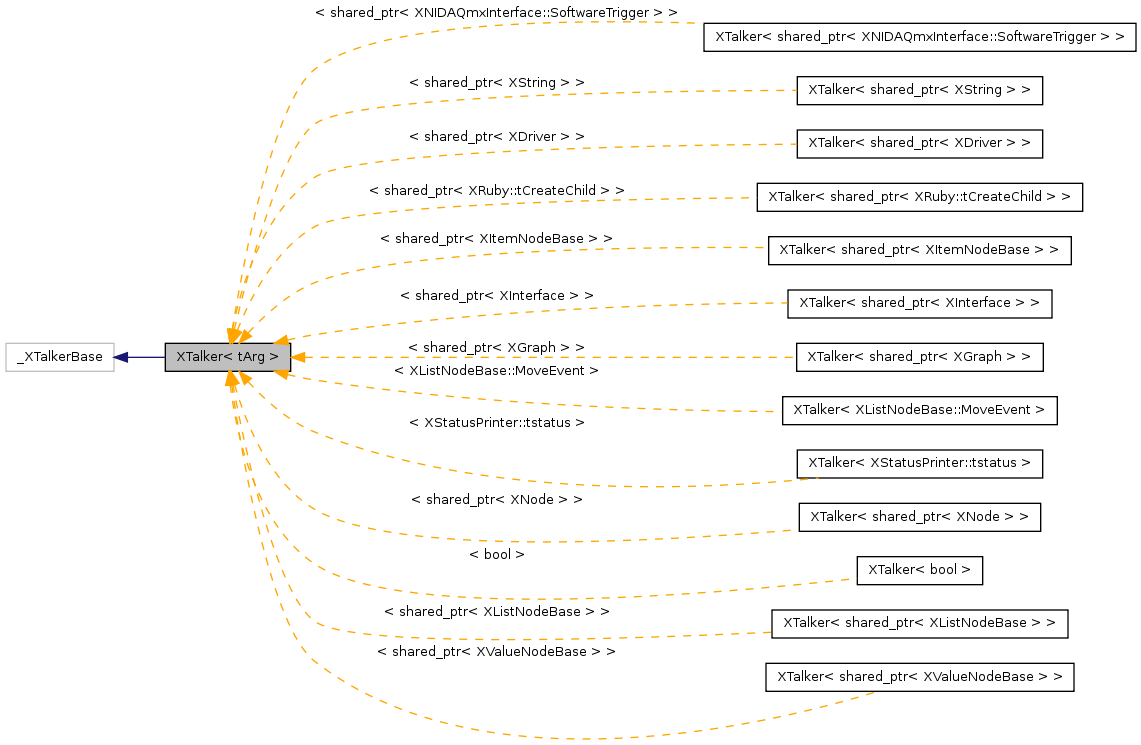 < shared_ptr< XNIDAQmxInterface::SoftwareTrigger > >
XTalker< shared_ptr< XNIDAQmxInterface::SoftwareTrigger > >
< shared_ptr< XString > >
XTalker< shared_ptr< XString > >
< shared_ptr< XDriver > >
XTalker< shared_ptr< XDriver > >
< shared_ptr< XRuby::tCreateChild > >
XTalker< shared_ptr< XRuby::tCreateChild > >
< shared_ptr< XItemNodeBase > >
XTalker< shared_ptr< XItemNodeBase > >
< shared_ptr< XInterface > >
XTalker< shared_ptr< XInterface > >
_XTalkerBase
XTalker< tArg >
< shared_ptr< XGraph > >
XTalker< shared_ptr< XGraph > >
< XListNodeBase::MoveEvent >
XTalker< XListNodeBase::MoveEvent >
< XStatusPrinter::tstatus >
XTalker< XStatusPrinter::tstatus >
< shared_ptr< XNode > >
XTalker< shared_ptr< XNode > >
< bool >
XTalker< bool >
< shared_ptr< XListNodeBase > >
XTalker< shared_ptr< XListNodeBase > >
< shared_ptr< XValueNodeBase > >
XTalker< shared_ptr< XValueNodeBase > >